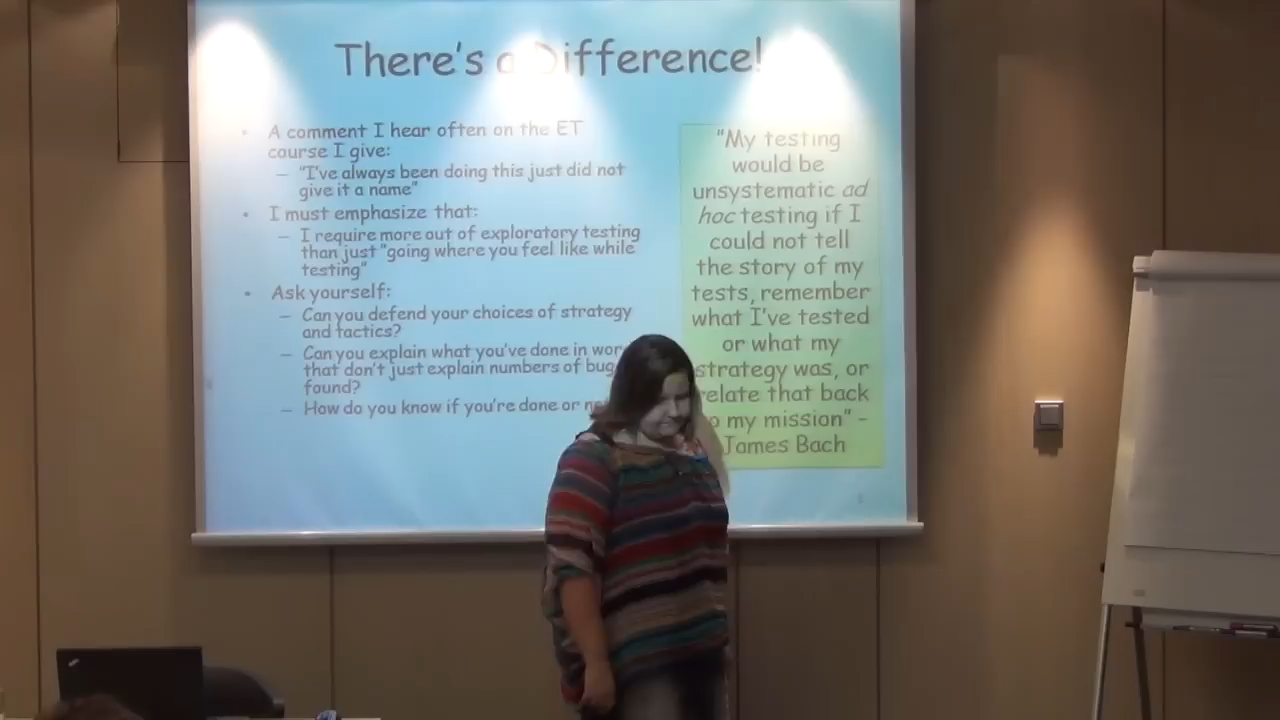 There's a Difference!
• A comment I hear often on the ET
course I give:
– "I've always been doing this just did not
give it a name"
• I must emphasize that:
– I require more out of exploratory testing
than just "going where you feel like while
testing"
• Ask yourself:
– Can you defend your choices of strategy
and tactics?
– Can you explain what you've done in
that don't just explain numbers of
found?
– How do you know if you're done or
"My testing
would be
unsystematic ad
hoc testing if I
could not tell
the story of my
tests, remember
what I've tested
or what my
strategy was, or
relate that back
my mission" –
James Bach